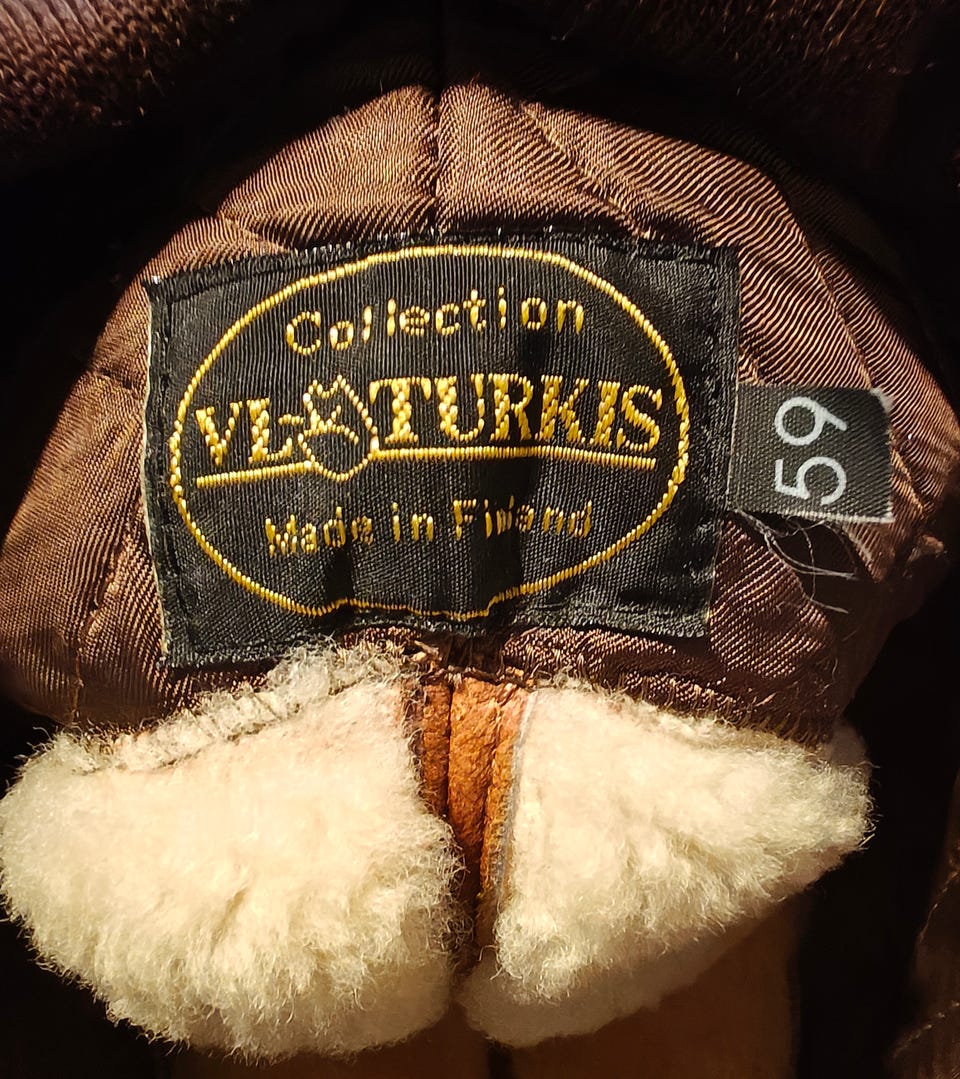 Collection
VL TURKIS
Made in Finland
59